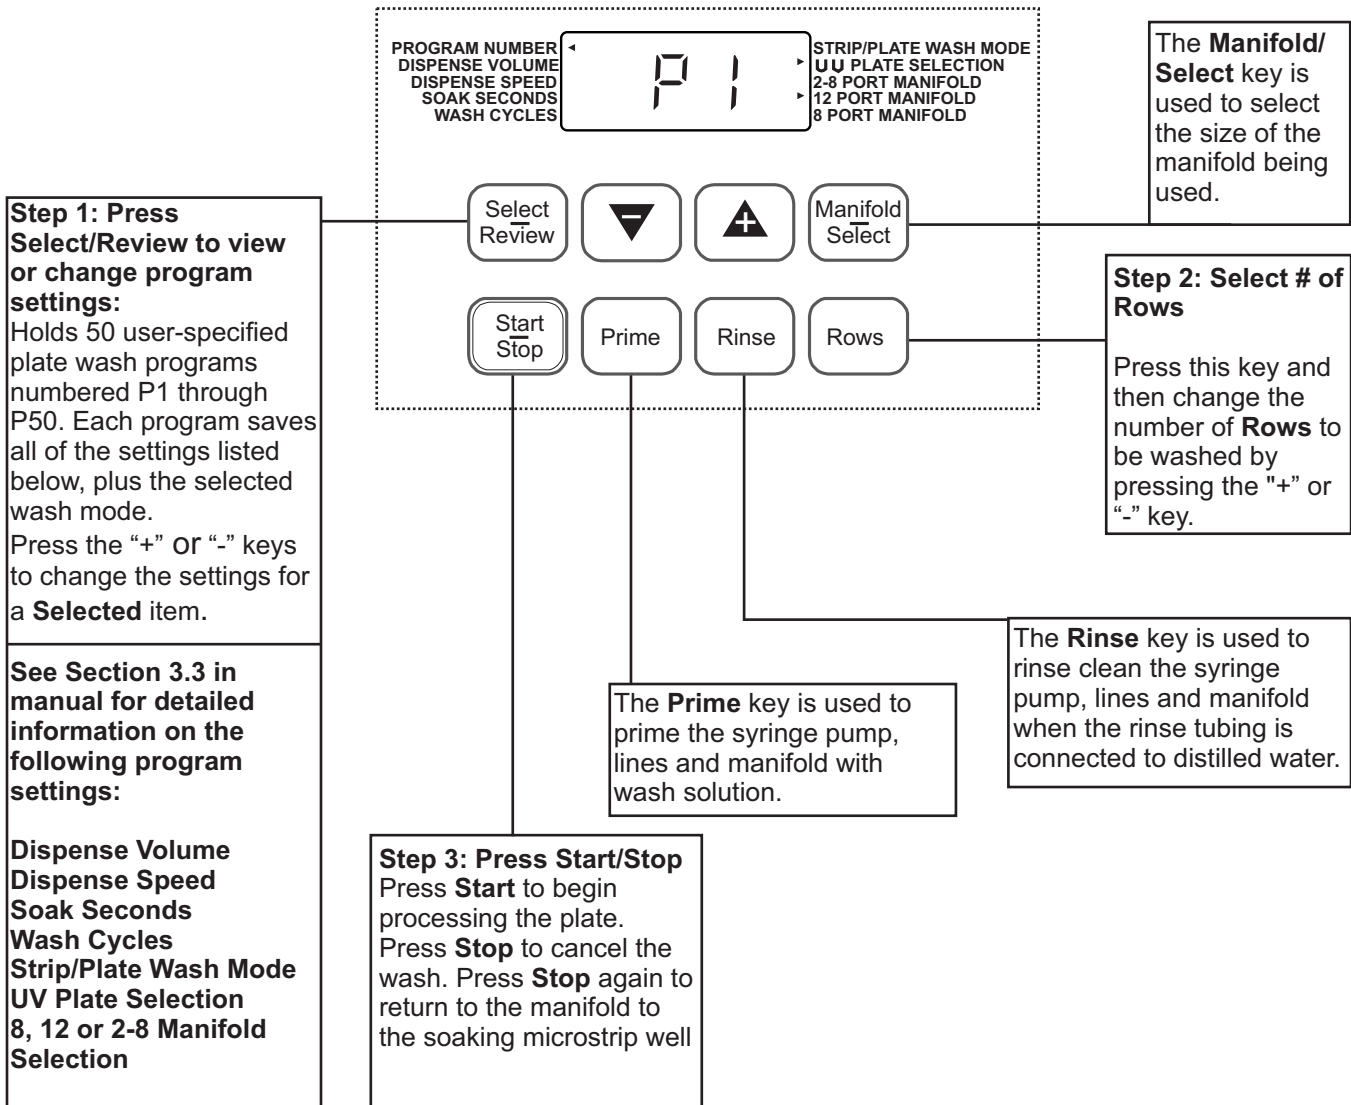 PROGRAM NUMBER
DISPENSE VOLUME
DISPENSE SPEED
SOAK SECONDS
WASH CYCLES
P1
STRIP/PLATE WASH MODE
UU PLATE SELECTION
2-8 PORT MANIFOLD
12 PORT MANIFOLD
8 PORT MANIFOLD
The Manifold/
Select key is
used to select
the size of the
manifold being
used.
Select
Review
-
+
Manifold
Select
Start
Stop
Prime
Rinse
Rows
Step 1: Press
Select/Review to view
or change program
settings:
Holds 50 user-specified
plate wash programs
numbered P1 through
P50. Each program saves
all of the settings listed
below, plus the selected
wash mode.
Press the “+” or “-” keys
to change the settings for
a Selected item.
See Section 3.3 in
manual for detailed
information on the
following program
settings:
Dispense Volume
Dispense Speed
Soak Seconds
Wash Cycles
Strip/Plate Wash Mode
UV Plate Selection
8, 12 or 2-8 Manifold
Selection
Step 2: Select # of
Rows
Press this key and
then change the
number of Rows to
be washed by
pressing the "+” or
“-” key.
The Rinse key is used to
rinse clean the syringe
pump, lines and manifold
when the rinse tubing is
connected to distilled water.
The Prime key is used to
prime the syringe pump,
lines and manifold with
wash solution.
Step 3: Press Start/Stop
Press Start to begin
processing the plate.
Press Stop to cancel the
wash. Press Stop again to
return to the manifold to
the soaking microstrip well